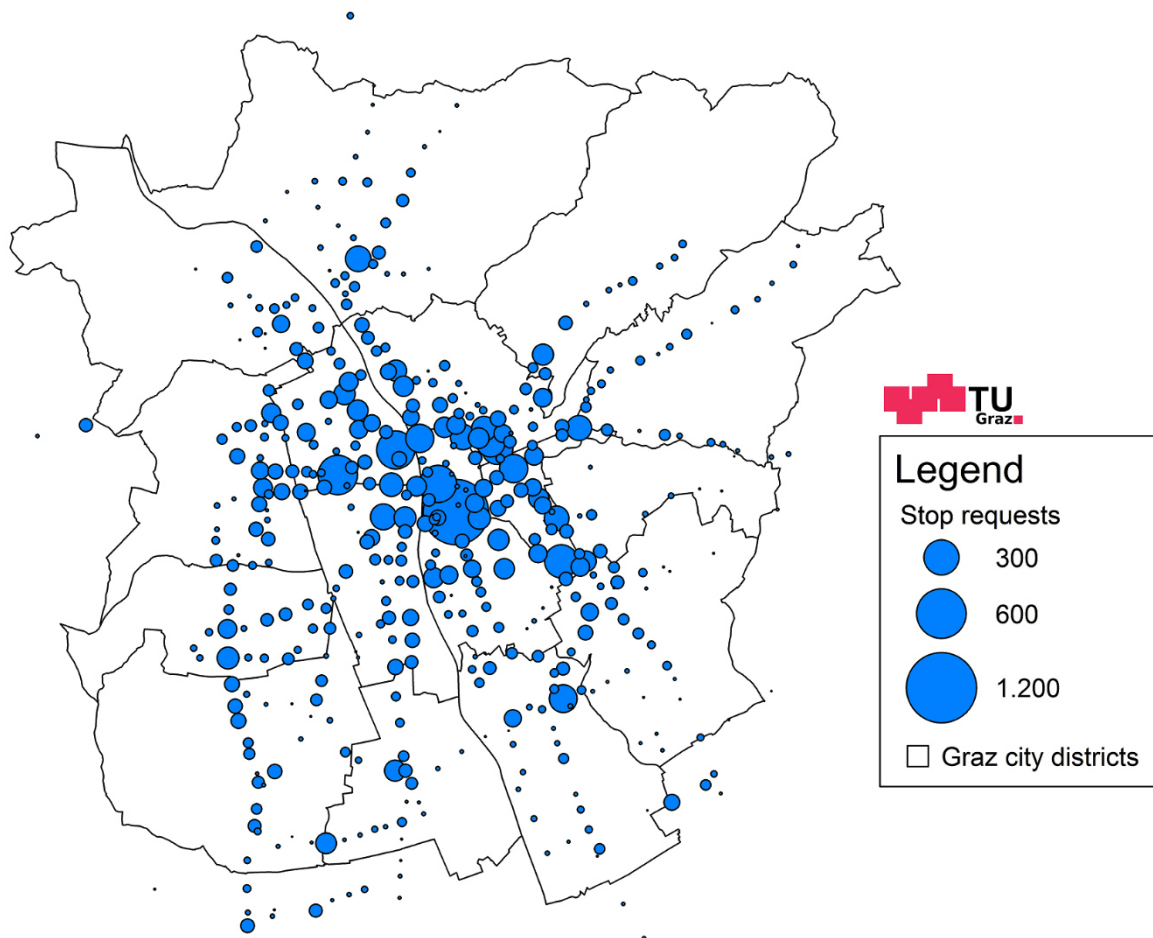 TU
Graz
Legend
Stop requests
300
600
1.200
Graz city districts